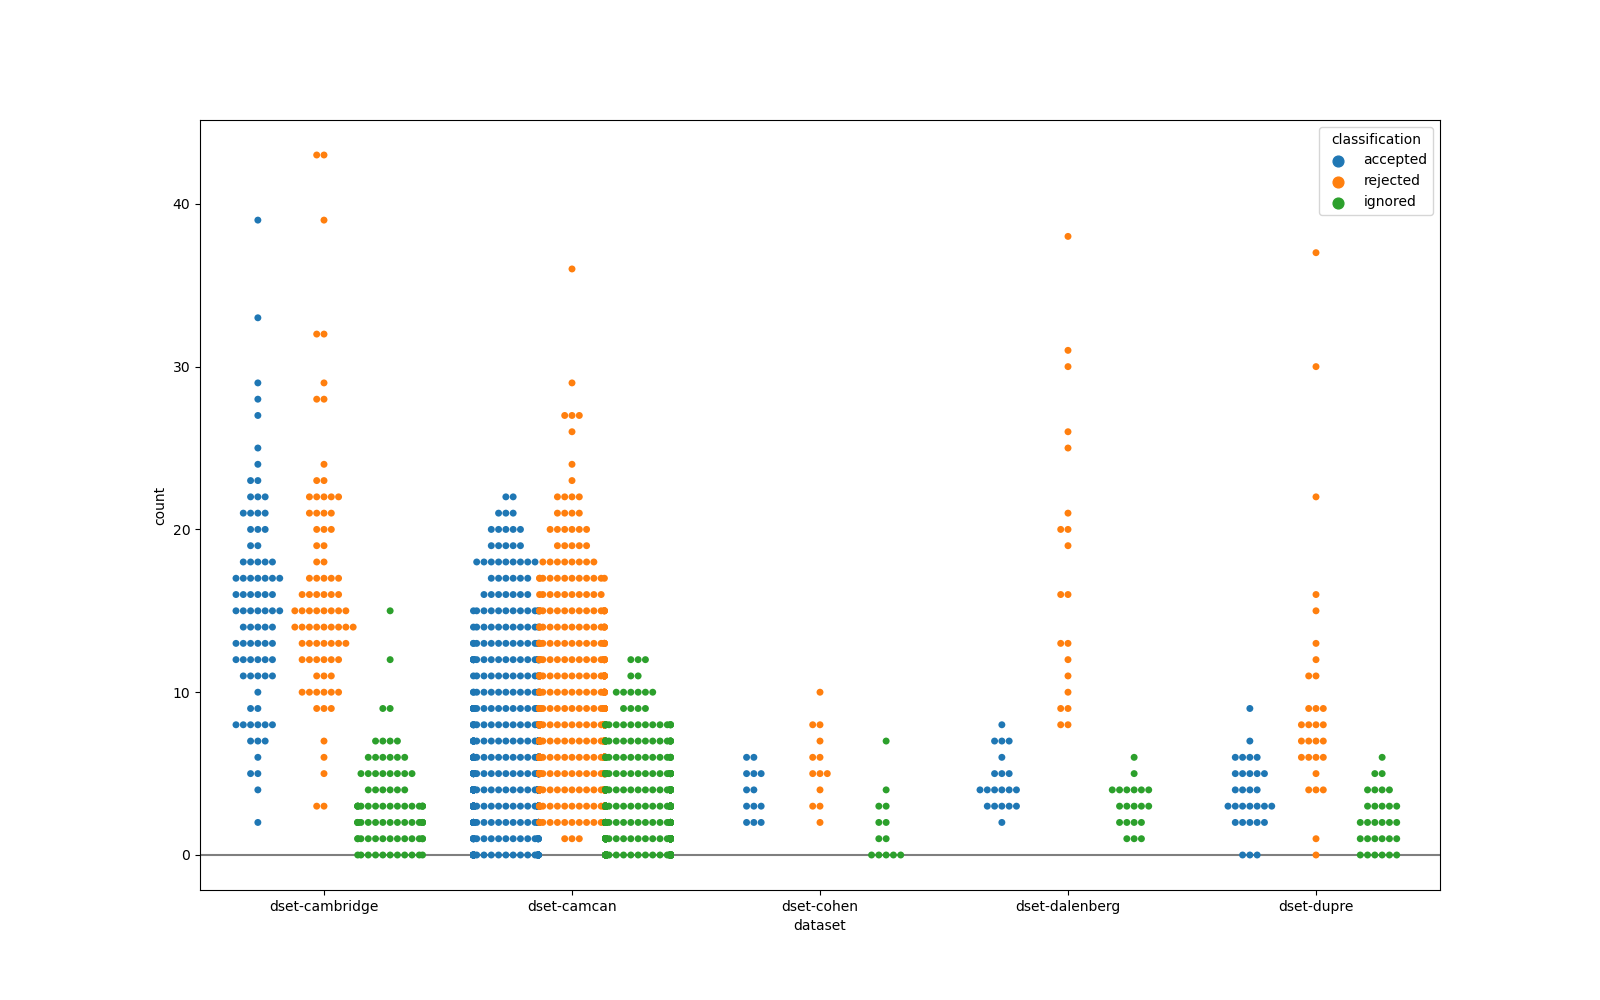 classification
accepted
rejected
ignored
40
30
20
10
0
count
dset-cambridge
dset-camcan
dset-cohen
dset-dalenberg
dset-dupre
dataset